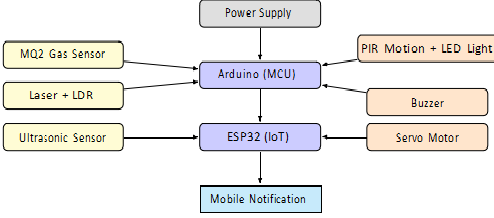 Power Supply
MQ2 Gas Sensor
PIR Motion + LED Light
Arduino (MCU)
Laser + LDR
Buzzer
Ultrasonic Sensor
ESP32 (IoT)
Servo Motor
Mobile Notification